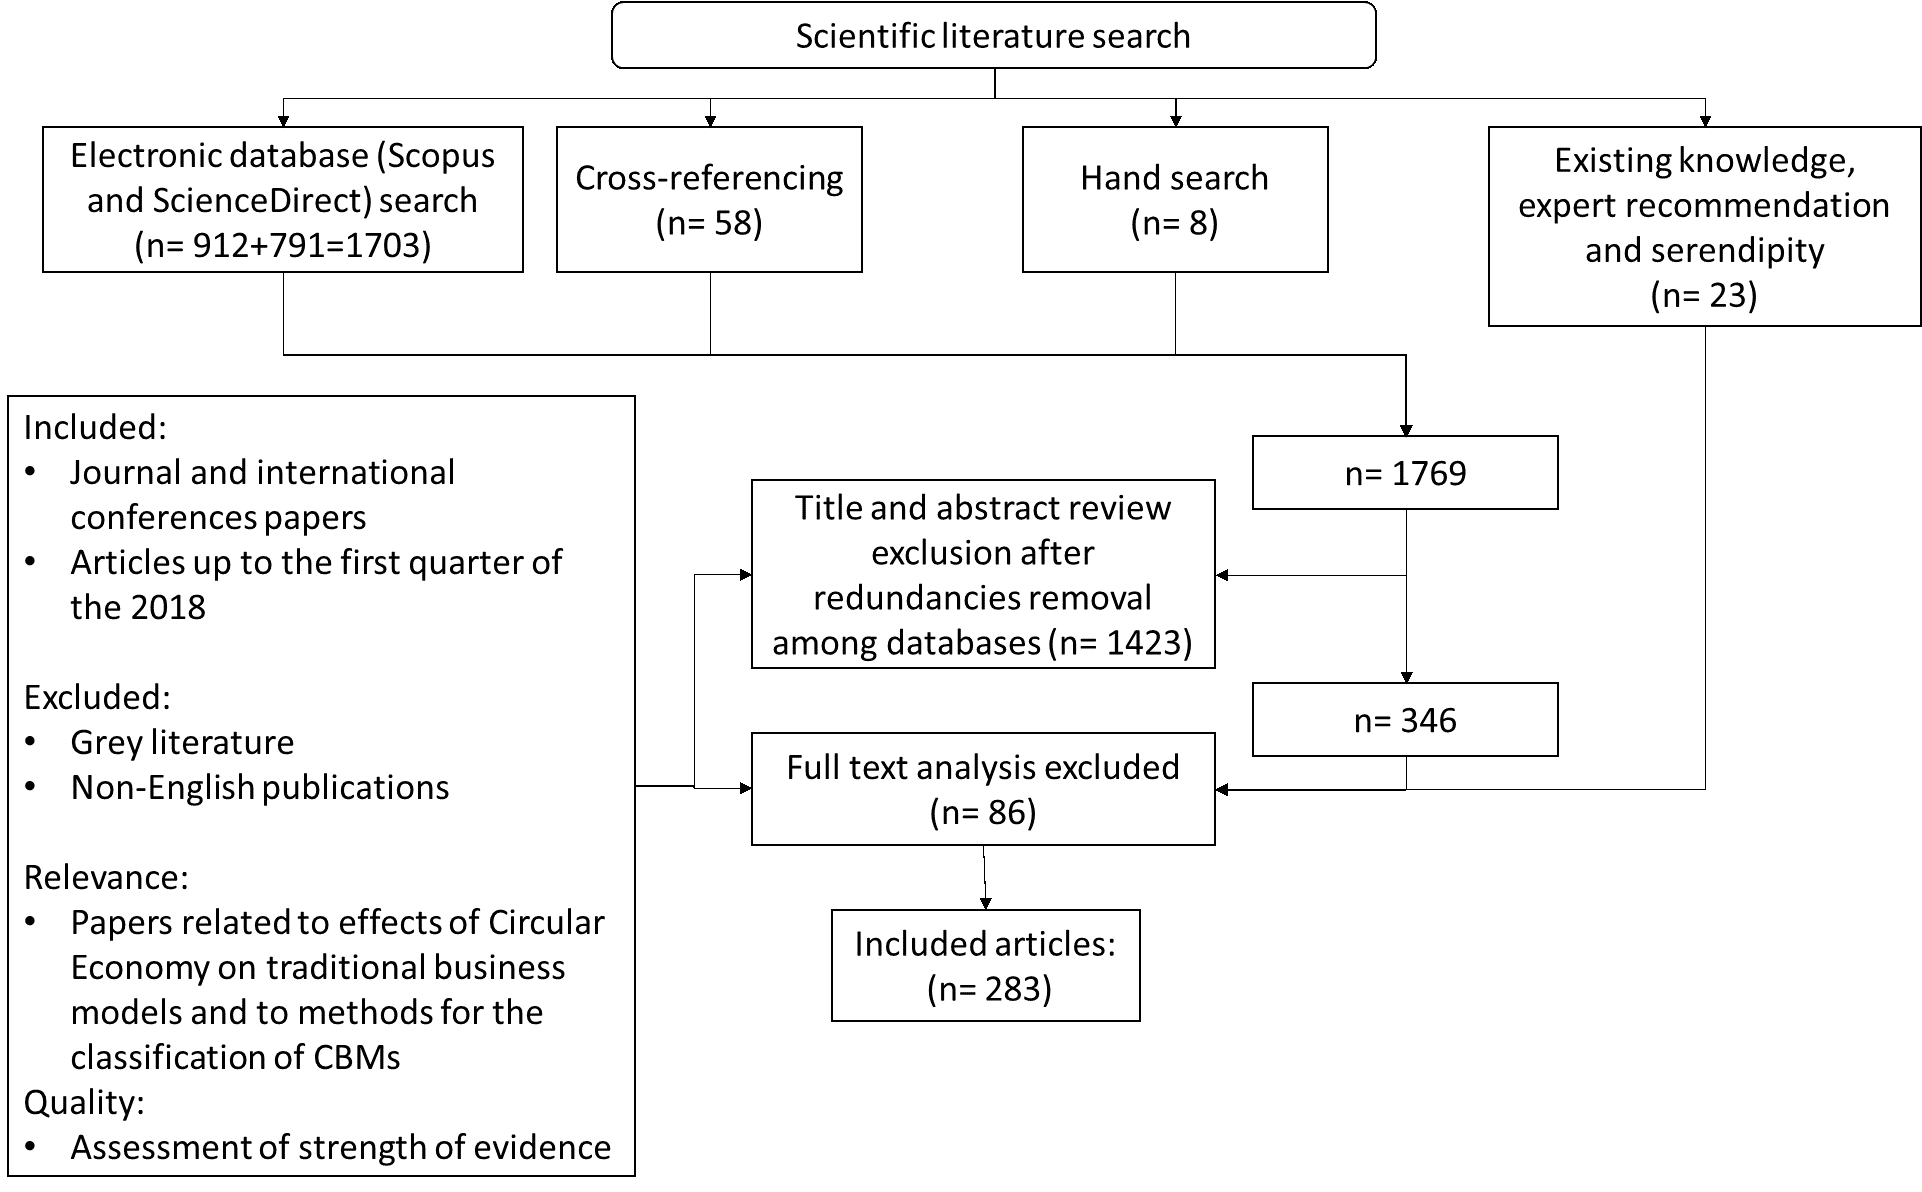 Scientific literature search
Electronic database (Scopus
and ScienceDirect) search
(n= 912+791=1703)
Cross-referencing
(n= 58)
Hand search
(n= 8)
Existing knowledge,
expert recommendation
and serendipity
(n= 23)
Included:
• Journal and international
conferences papers
• Articles up to the first quarter of
the 2018
Excluded:
• Grey literature
• Non-English publications
Relevance:
• Papers related to effects of Circular
Economy on traditional business
models and to methods for the
classification of CBMs
Quality:
• Assessment of strength of evidence
n= 1769
Title and abstract review
exclusion after
redundancies removal
among databases (n= 1423)
n= 346
Full text analysis excluded
(n= 86)
Included articles:
(n= 283)